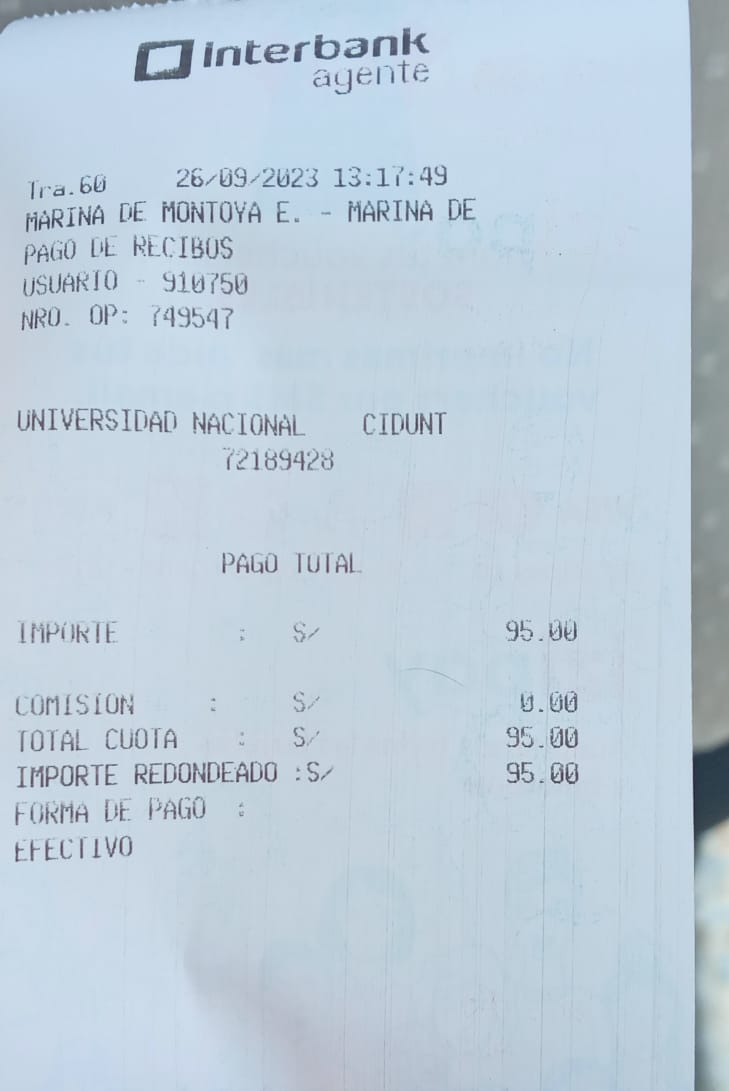 interbank
agente
Tra.60 26/09/2023 13:17:49
MARINA DE MONTOYA E. - MARINA DE
PAGO DE RECIBOS
USUARIO - 910750
NRO. OP: 749547
UNIVERSIDAD NACIONAL CIDUNT
72189428
PAGO TOTAL
IMPORTE : S/ 95.00
COMISION : S/ 0.00
TOTAL CUOTA : S/ 95.00
IMPORTE REDONDEADO :S/ 95.00
FORMA DE PAGO :
EFECTIVO